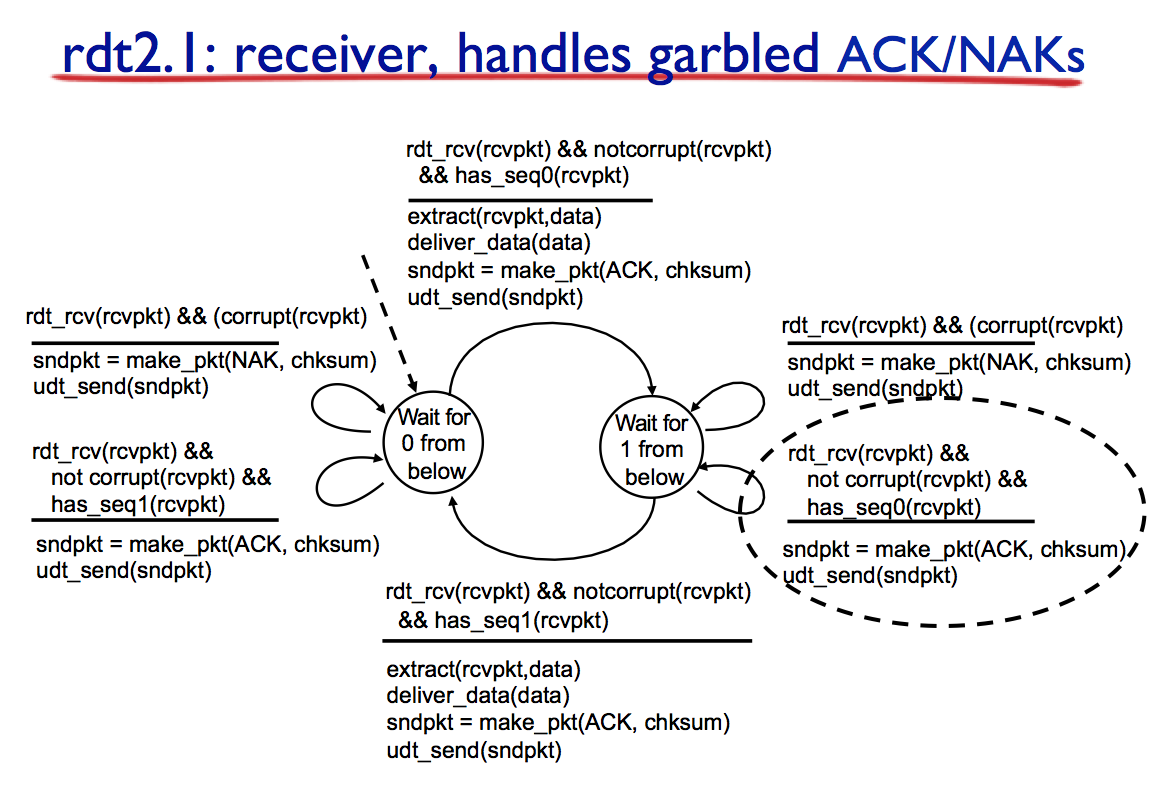 rdt2.1: receiver, handles garbled ACK/NAKs
rdt_rcv(rcvpkt) && notcorrupt(rcvpkt)
&& has_seq0(rcvpkt)
extract(rcvpkt,data)
deliver_data(data)
sndpkt = make_pkt(ACK, chksum)
udt_send(sndpkt)
rdt_rcv(rcvpkt) && (corrupt(rcvpkt)
sndpkt = make_pkt(NAK, chksum)
udt_send(sndpkt)
rdt_rcv(rcvpkt) &&
not corrupt(rcvpkt) &&
has_seq1(rcvpkt)
sndpkt = make_pkt(ACK, chksum)
udt_send(sndpkt)
Wait for
0 from
below
Wait for
1 from
below
rdt_rcv(rcvpkt) && (corrupt(rcvpkt)
sndpkt = make_pkt(NAK, chksum)
udt_send(sndpkt)
rdt_rcv(rcvpkt) &&
not corrupt(rcvpkt) &&
has_seq0(rcvpkt)
sndpkt = make_pkt(ACK, chksum)
udt_send(sndpkt)
rdt_rcv(rcvpkt) && notcorrupt(rcvpkt)
&& has_seq1(rcvpkt)
extract(rcvpkt,data)
deliver_data(data)
sndpkt = make_pkt(ACK, chksum)
udt_send(sndpkt)